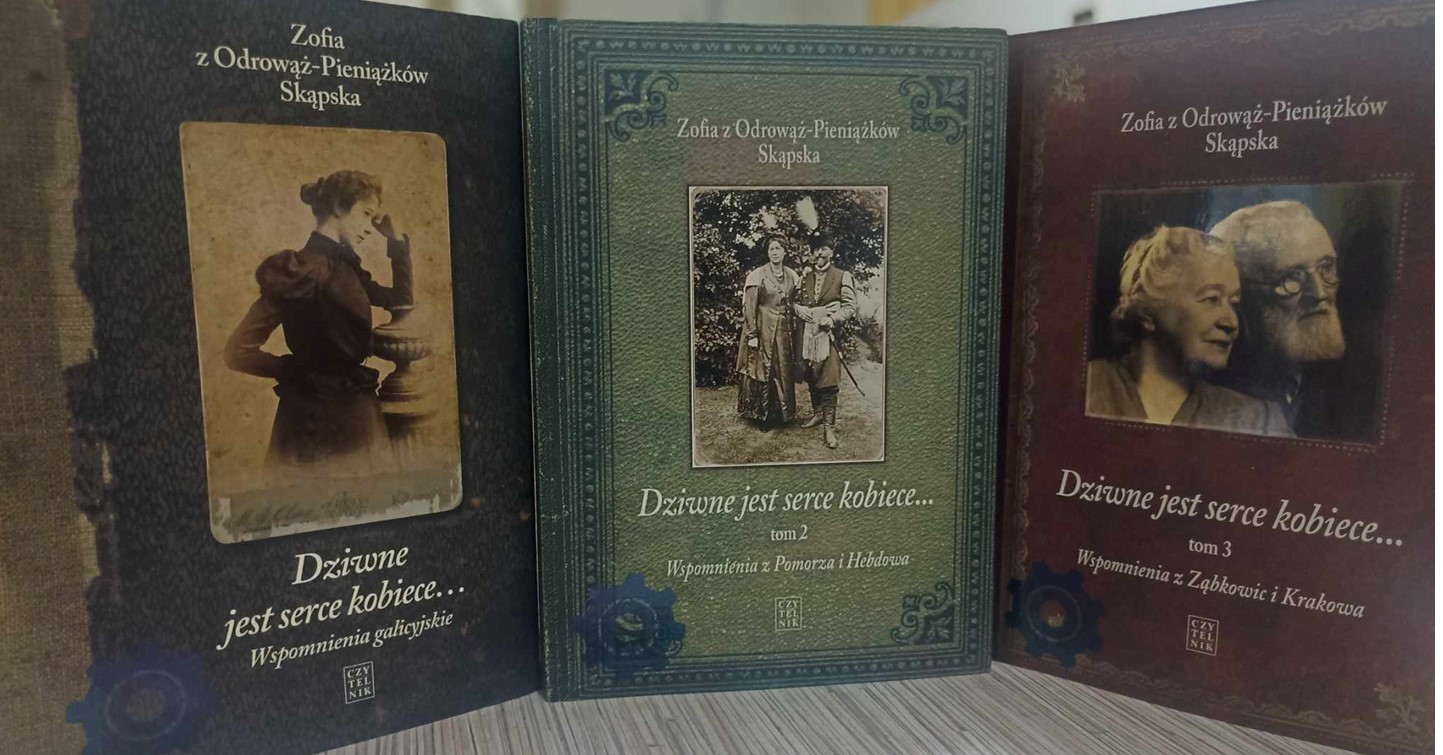 Zofia
z Odrowąż-Pieniążków
Skąpska
Dziwne
jest serce kobiece...
Wspomnienia galicyjskie
CZY
TEL
NIK
Zofia z Odrowąż-Pieniążków
Skąpska
Dziwne jest serce kobiece...
tom 2
Wspomnienia z Pomorza i Hebdowa
CZY
TEL
NIK
Zofia z Odrowąż-Pieniążków
Skąpska
Dziwne jest serce kobiece...
tom 3
Wspomnienia z Ząbkowic i Krakowa
CZY
TEL
NIK